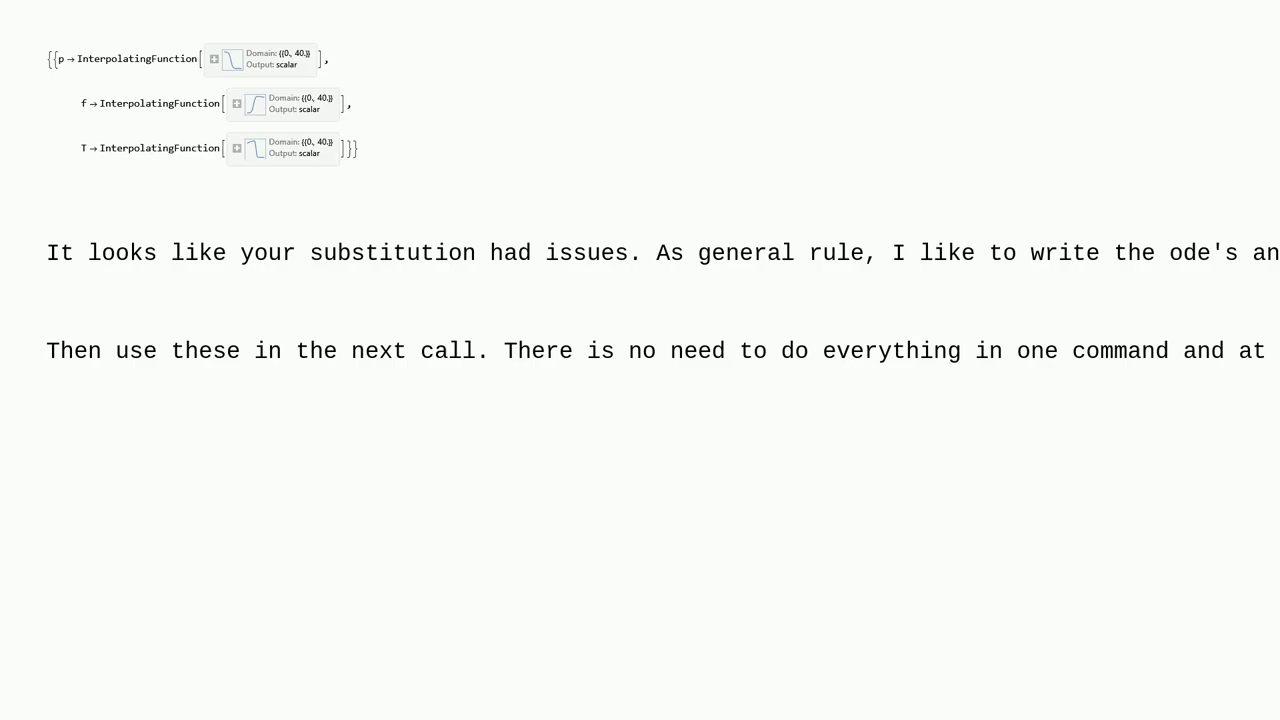 {{p → InterpolatingFunction[ Domain: {{0., 40.}} Output: scalar ],
f → InterpolatingFunction[ Domain: {{0., 40.}} Output: scalar ],
T → InterpolatingFunction[ Domain: {{0., 40.}} Output: scalar ]}}
It looks like your substitution had issues. As general rule, I like to write the ode's an
Then use these in the next call. There is no need to do everything in one command and at